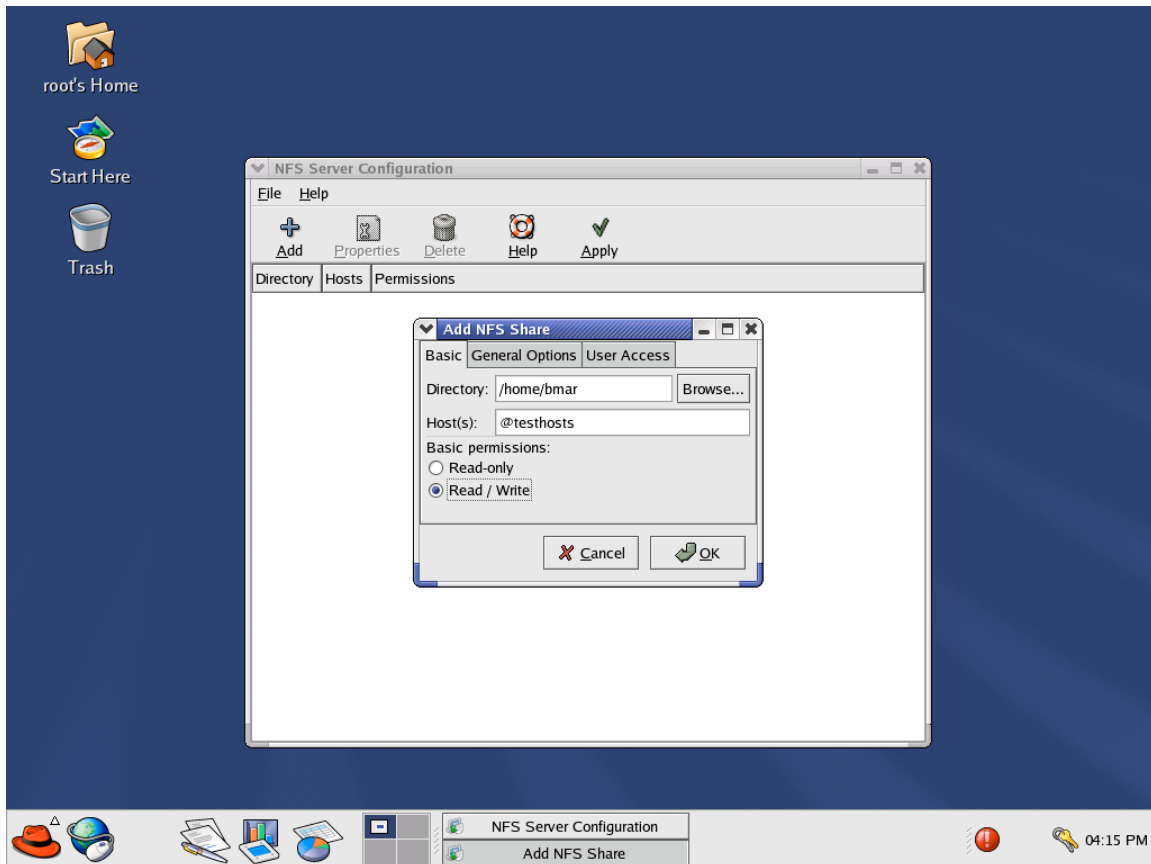 root's Home
Start Here
Trash
NFS Server Configuration
File Help
Add Properties Delete Help Apply
Directory Hosts Permissions
Add NFS Share
Basic General Options User Access
Directory: /home/bmar Browse...
Host(s): @testhosts
Basic permissions:
Read-only
Read / Write
Cancel OK
NFS Server Configuration
Add NFS Share
04:15 PM